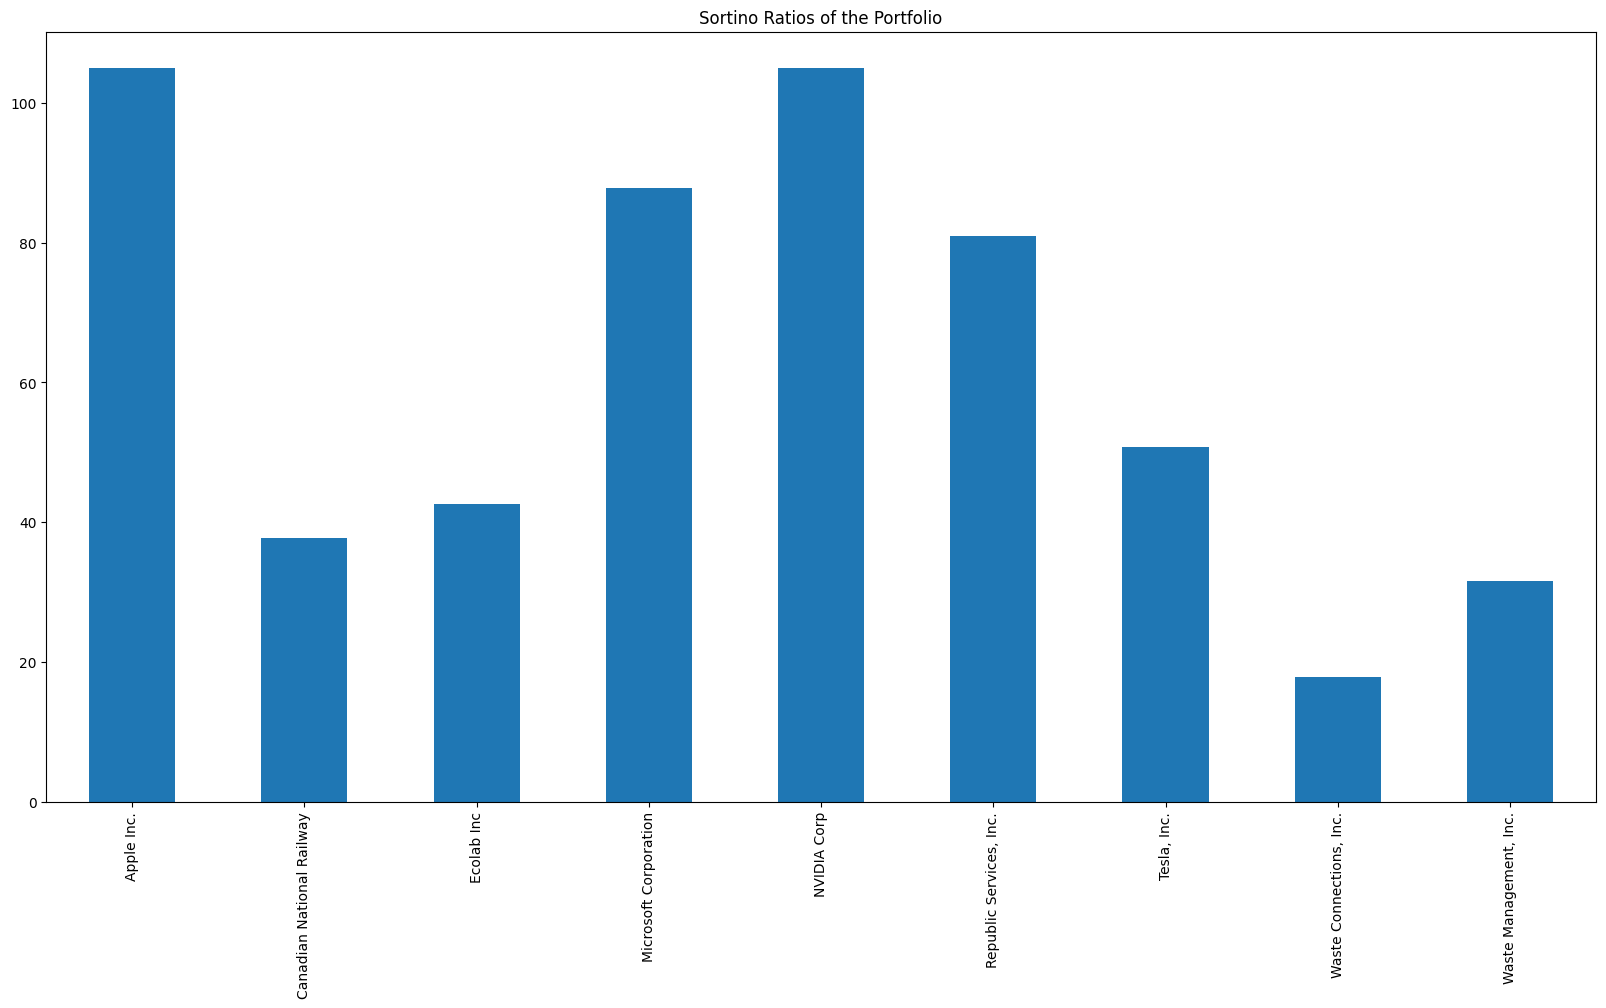 Sortino Ratios of the Portfolio
100
80
60
40
20
0
Apple Inc.
Canadian National Railway
Ecolab Inc
Microsoft Corporation
NVIDIA Corp
Republic Services, Inc.
Tesla, Inc.
Waste Connections, Inc.
Waste Management, Inc.